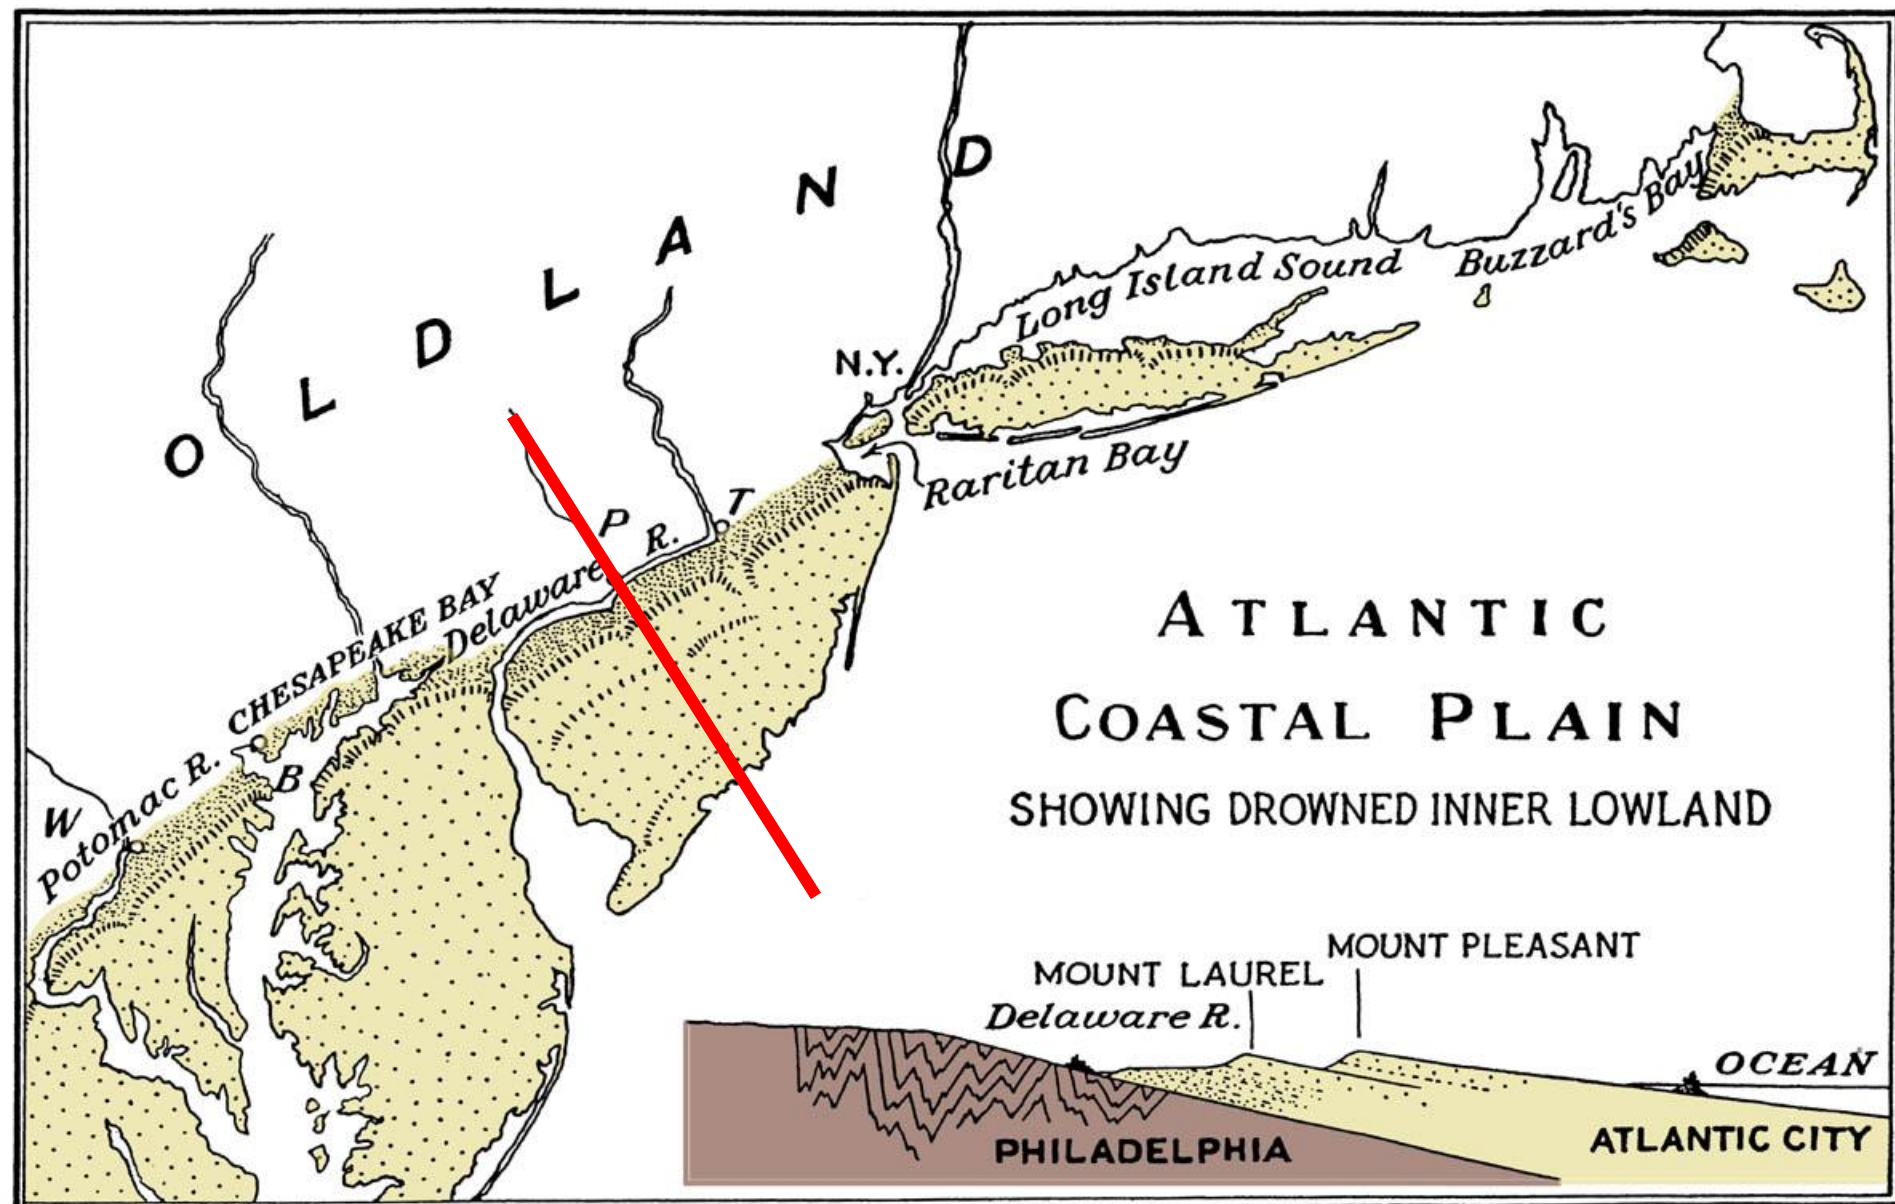 O L D L A N D
N.Y.
Long Island Sound
Buzzard's Bay
Raritan Bay
T
P
Delaware R.
CHESAPEAKE BAY
B
Potomac R.
W
ATLANTIC
COASTAL PLAIN
SHOWING DROWNED INNER LOWLAND
MOUNT PLEASANT
MOUNT LAUREL
Delaware R.
OCEAN
PHILADELPHIA
ATLANTIC CITY